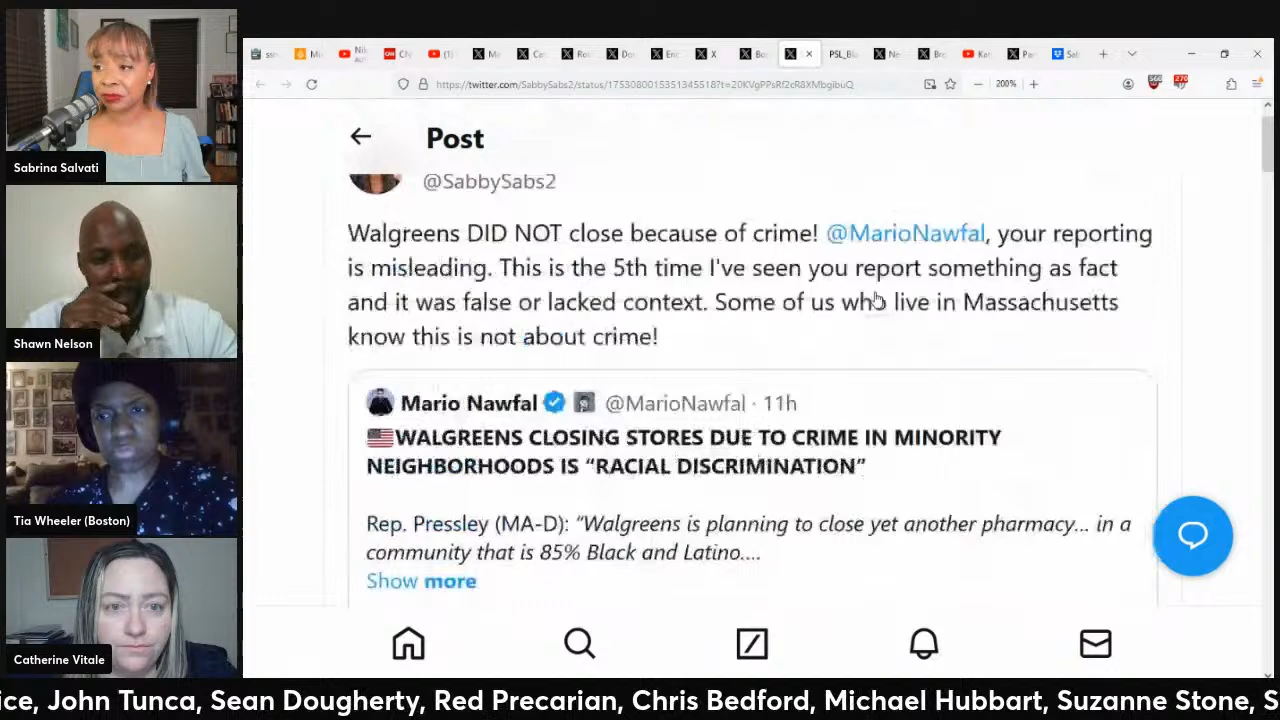 Sabrina Salvati
Shawn Nelson
Tia Wheeler (Boston)
Catherine Vitale
CNN
X
PSL_BL
200%
560
270
Post
@SabbySabs2
Walgreens DID NOT close because of crime! @MarioNawfal, your reporting
is misleading. This is the 5th time I've seen you report something as fact
and it was false or lacked context. Some of us who live in Massachusetts
know this is not about crime!
Mario Nawfal @MarioNawfal · 11h
🇺🇸WALGREENS CLOSING STORES DUE TO CRIME IN MINORITY
NEIGHBORHOODS IS “RACIAL DISCRIMINATION”
Rep. Pressley (MA-D): “Walgreens is planning to close yet another pharmacy... in a
community that is 85% Black and Latino....
Show more
ice, John Tunca, Sean Dougherty, Red Precarian, Chris Bedford, Michael Hubbart, Suzanne Stone, S